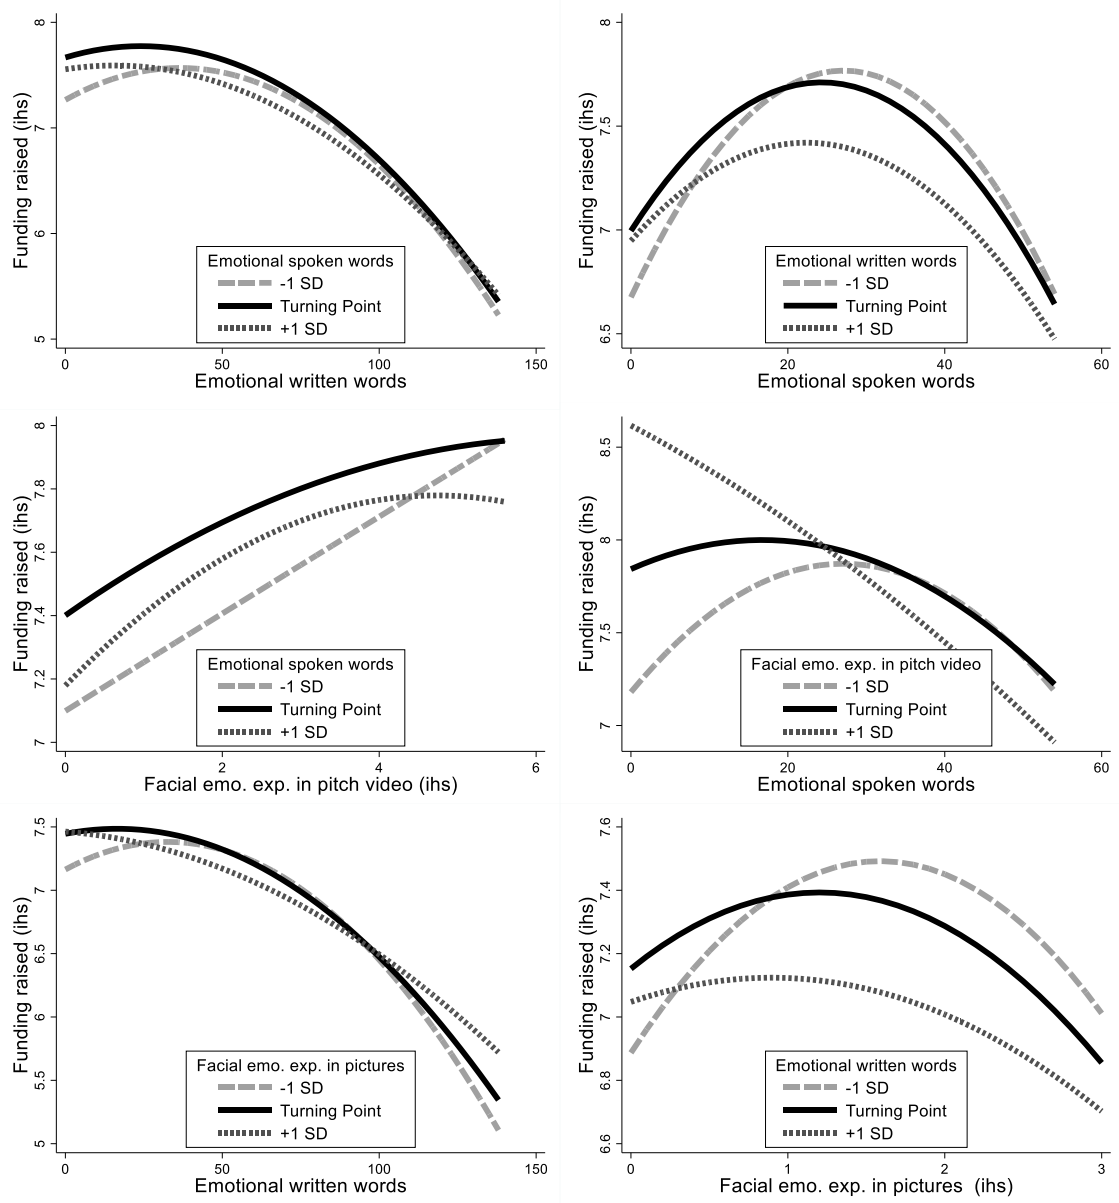 Funding raised (ihs)
8
7
6
5
Emotional spoken words
-1 SD
Turning Point
+1 SD
0 50 100 150
Emotional written words
Funding raised (ihs)
8
7.5
7
6.5
Emotional written words
-1 SD
Turning Point
+1 SD
0 20 40 60
Emotional spoken words
Funding raised (ihs)
8
7.8
7.6
7.4
7.2
7
Emotional spoken words
-1 SD
Turning Point
+1 SD
0 2 4 6
Facial emo. exp. in pitch video (ihs)
Funding raised (ihs)
8.5
8
7.5
7
Facial emo. exp. in pitch video
-1 SD
Turning Point
+1 SD
0 20 40 60
Emotional spoken words
Funding raised (ihs)
7.5
7
6.5
6
5.5
5
Facial emo. exp. in pictures
-1 SD
Turning Point
+1 SD
0 50 100 150
Emotional written words
Funding raised (ihs)
7.6
7.4
7.2
7
6.8
6.6
Emotional written words
-1 SD
Turning Point
+1 SD
0 1 2 3
Facial emo. exp. in pictures (ihs)